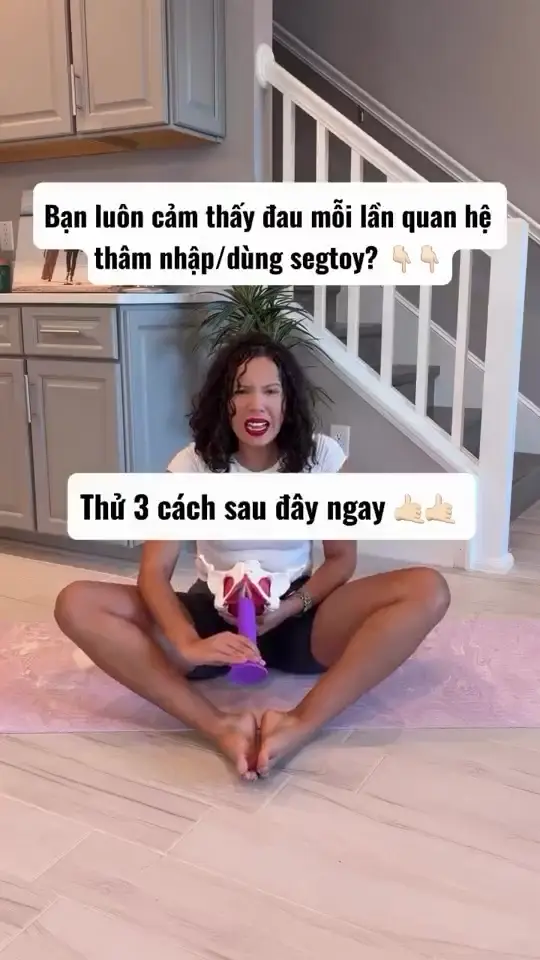 Bạn luôn cảm thấy đau mỗi lần quan hệ
thâm nhập/dùng segtoy? 👇🏻👇🏻
Thử 3 cách sau đây ngay 🤙🏻🤙🏻